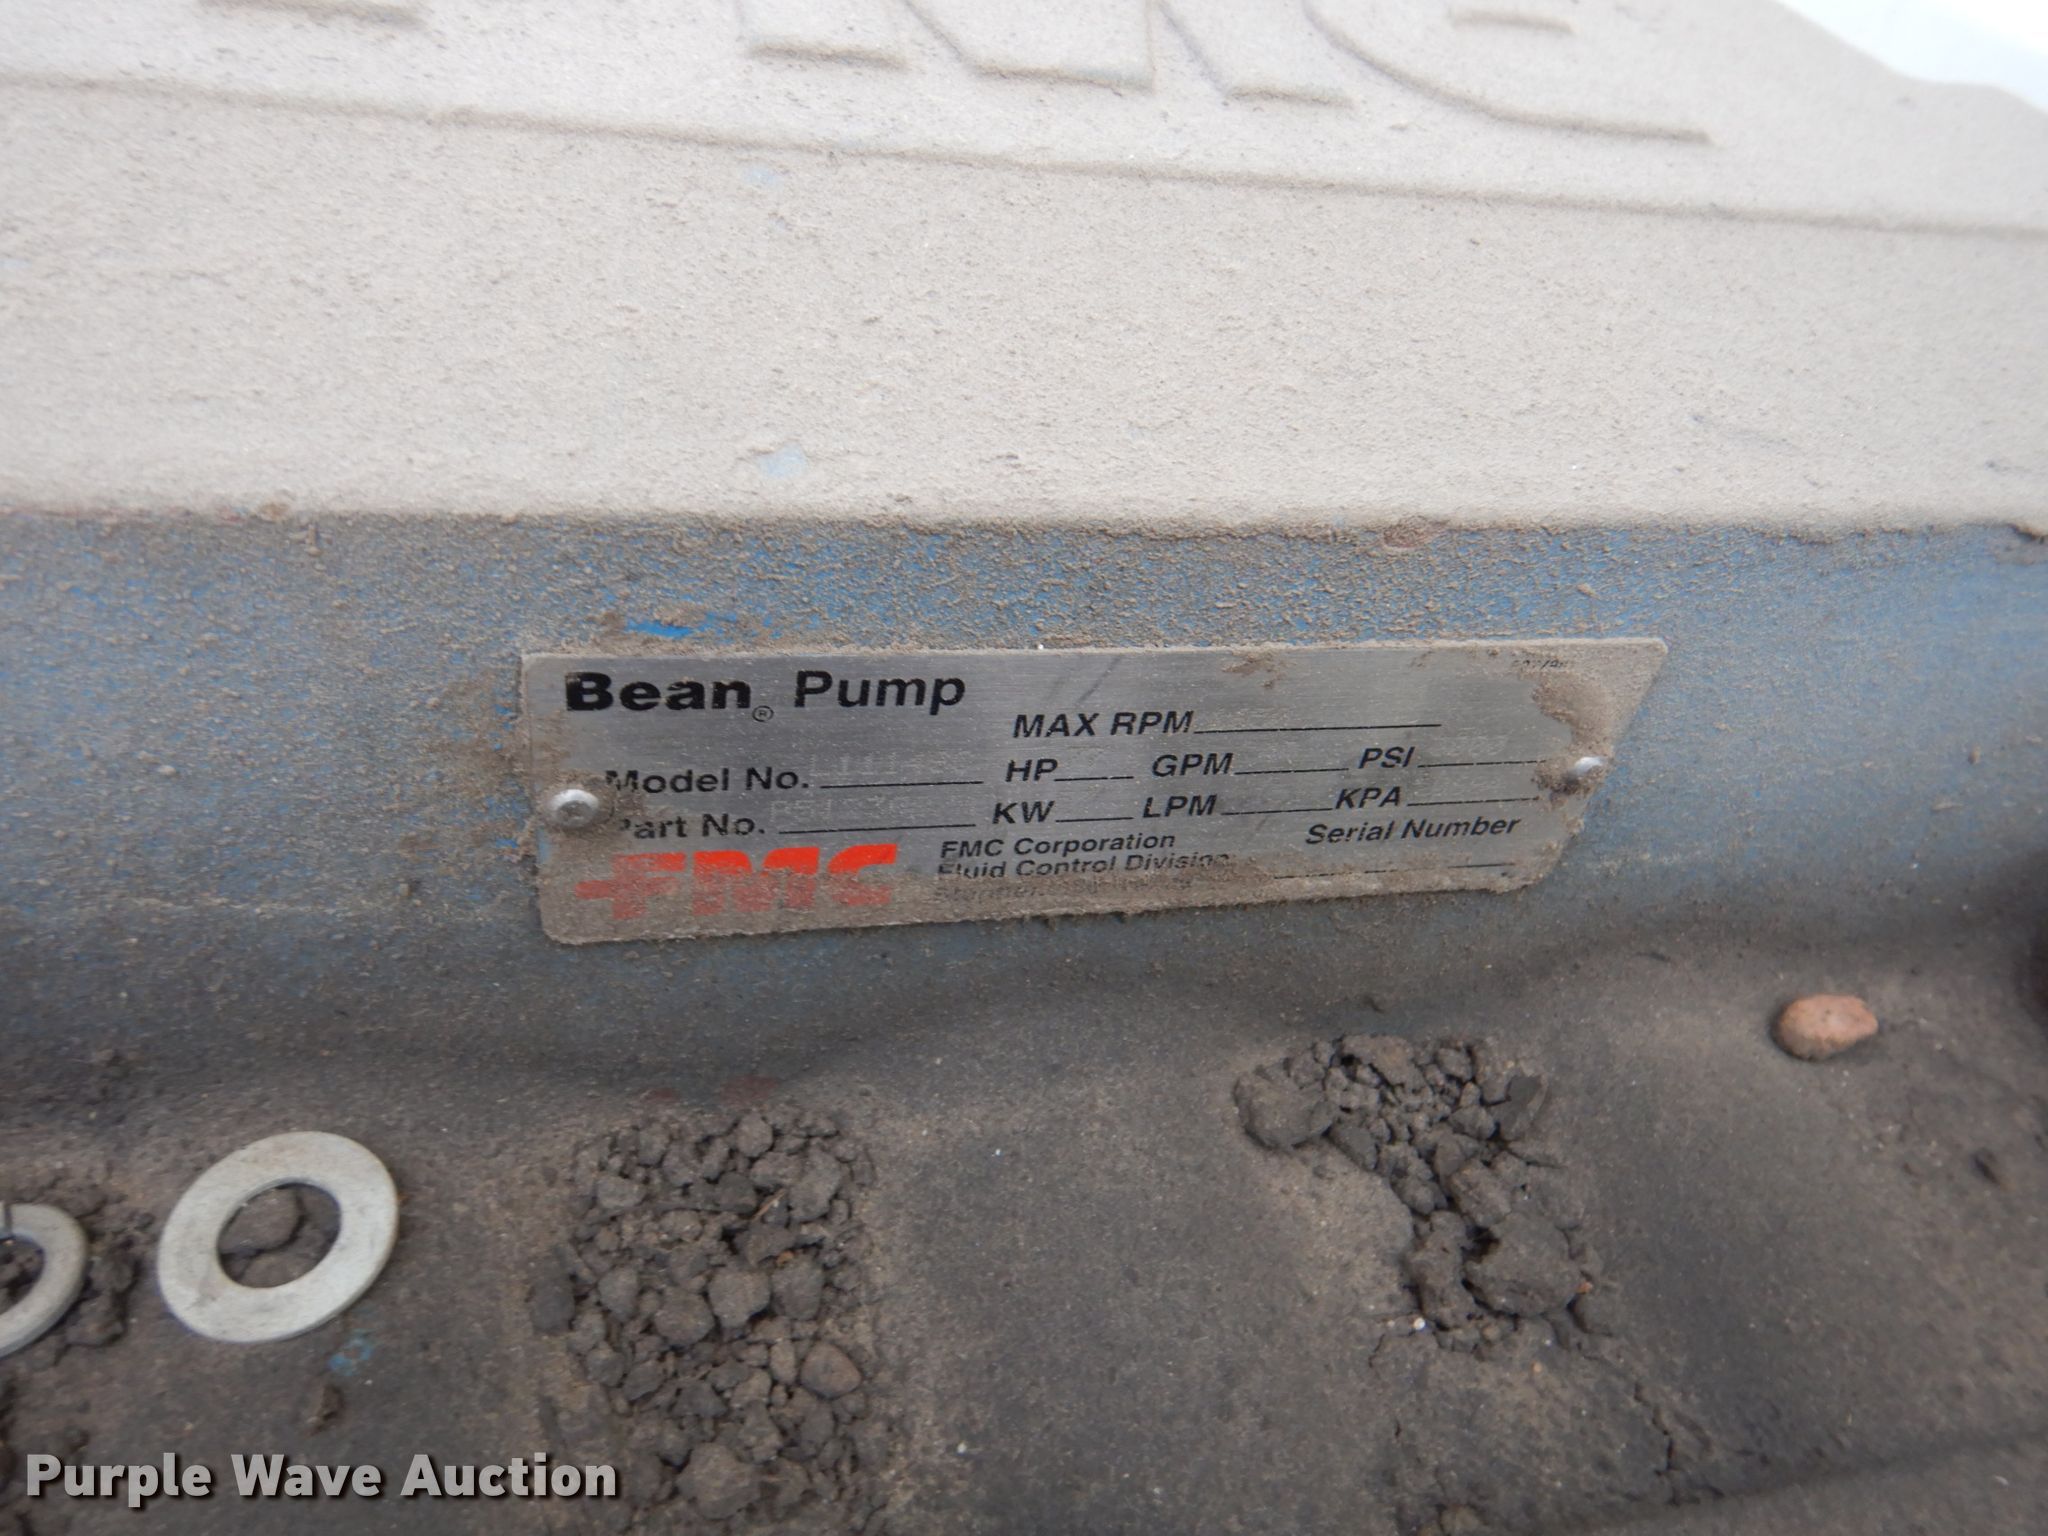 Bean® Pump
MAX RPM
Model No. HP GPM PSI
Part No. KW LPM KPA
FMC
FMC Corporation
Fluid Control Division
Serial Number
Purple Wave Auction